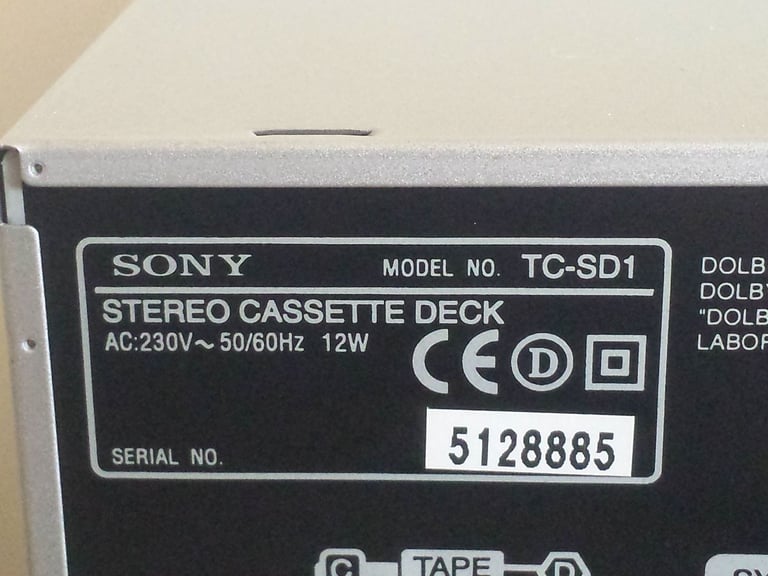 SONY MODEL NO. TC-SD1
STEREO CASSETTE DECK
AC:230V~ 50/60Hz 12W
CE D
SERIAL NO. 5128885
DOLB
DOLBY
"DOLB
LABOR
C TAPE D